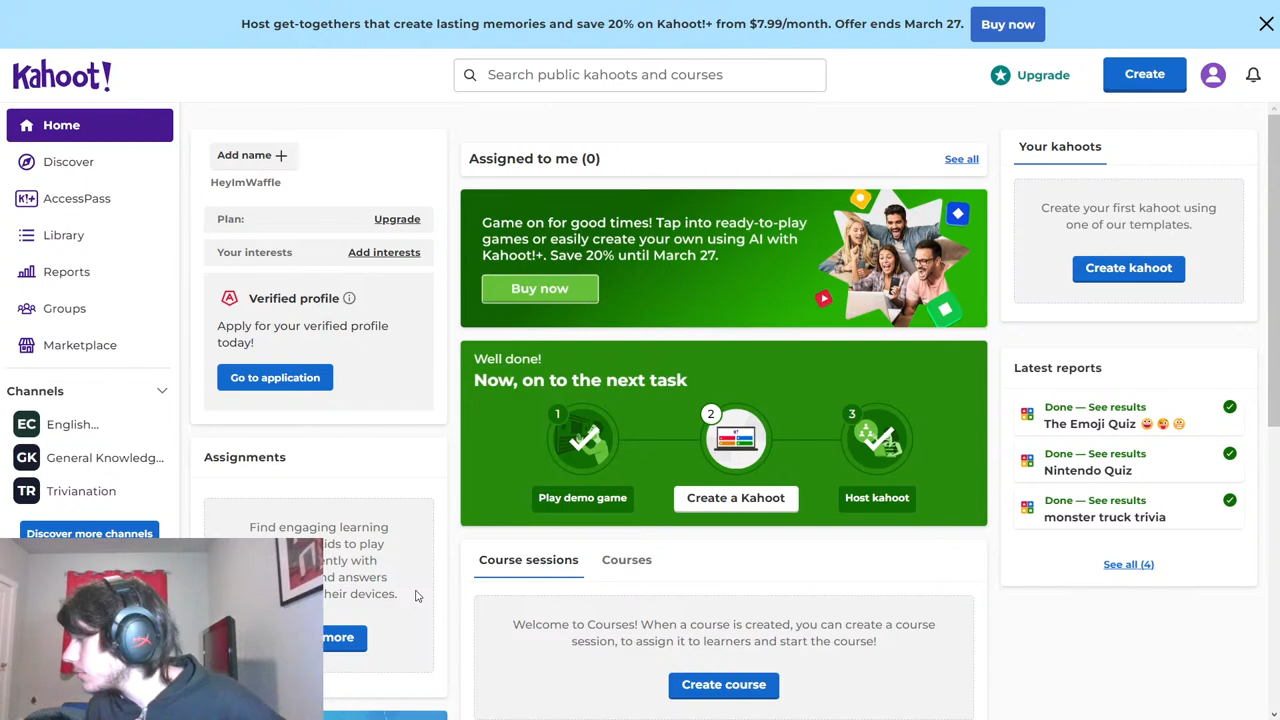 Host get-togethers that create lasting memories and save 20% on Kahoot!+ from $7.99/month. Offer ends March 27.
Buy now
Kahoot!
Search public kahoots and courses
Upgrade
Create
Home
Discover
K!+ AccessPass
Library
Reports
Groups
Marketplace
Channels
EC English...
GK General Knowledg...
TR Trivianation
Discover more channels
Add name +
HeyImWaffle
Plan: Upgrade
Your interests Add interests
Verified profile
Apply for your verified profile
today!
Go to application
Assignments
Find engaging learning
ids to play
ently with
nd answers
heir devices.
more
Assigned to me (0)
See all
Game on for good times! Tap into ready-to-play
games or easily create your own using AI with
Kahoot!+. Save 20% until March 27.
Buy now
Well done!
Now, on to the next task
1
2
3
Play demo game
Create a Kahoot
Host kahoot
Course sessions
Courses
Welcome to Courses! When a course is created, you can create a course
session, to assign it to learners and start the course!
Create course
Your kahoots
Create your first kahoot using
one of our templates.
Create kahoot
Latest reports
Done — See results
The Emoji Quiz 😀 😜 😬
Done — See results
Nintendo Quiz
Done — See results
monster truck trivia
See all (4)